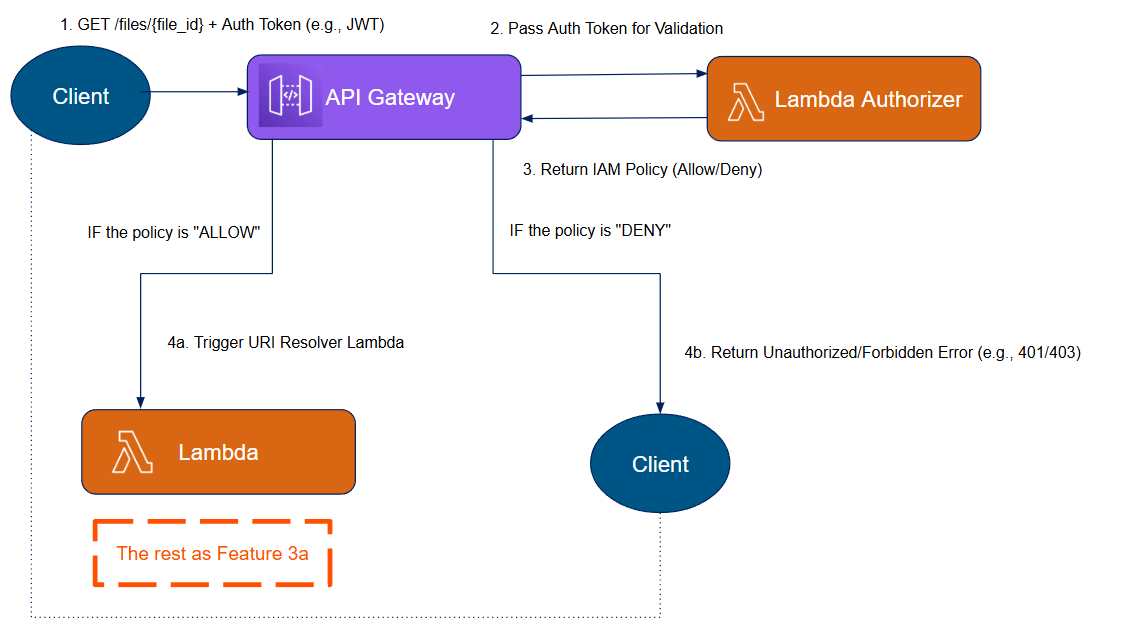 1. GET /files/{file_id} + Auth Token (e.g., JWT)
2. Pass Auth Token for Validation
Client
</>
API Gateway
Lambda Authorizer
3. Return IAM Policy (Allow/Deny)
IF the policy is "ALLOW"
IF the policy is "DENY"
4a. Trigger URI Resolver Lambda
4b. Return Unauthorized/Forbidden Error (e.g., 401/403)
Lambda
Client
The rest as Feature 3a